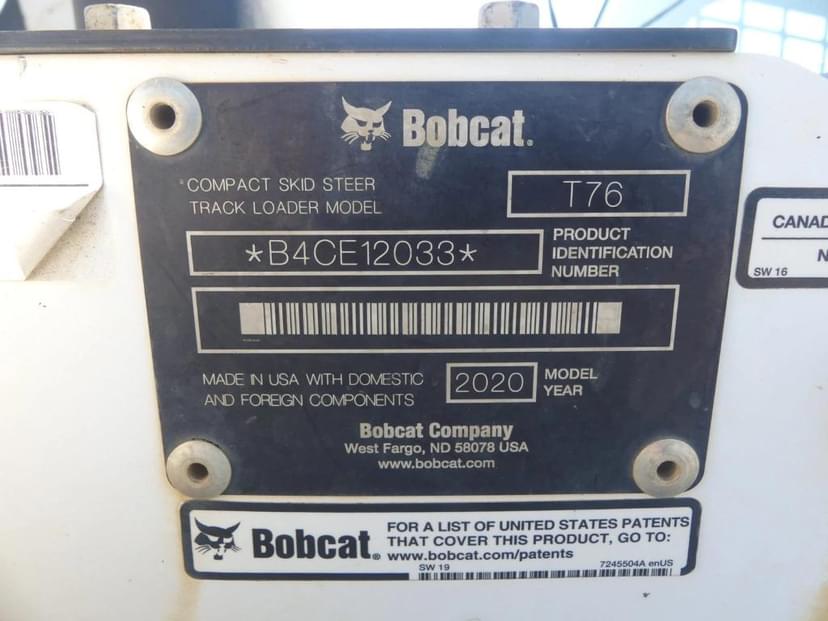 Bobcat.
COMPACT SKID STEER
TRACK LOADER MODEL
T76
*B4CE12033*
PRODUCT
IDENTIFICATION
NUMBER
MADE IN USA WITH DOMESTIC
AND FOREIGN COMPONENTS
2020
MODEL
YEAR
Bobcat Company
West Fargo, ND 58078 USA
www.bobcat.com
CANAD
N
SW 16
Bobcat®
FOR A LIST OF UNITED STATES PATENTS
THAT COVER THIS PRODUCT, GO TO:
www.bobcat.com/patents
SW 19
7245504A enUS